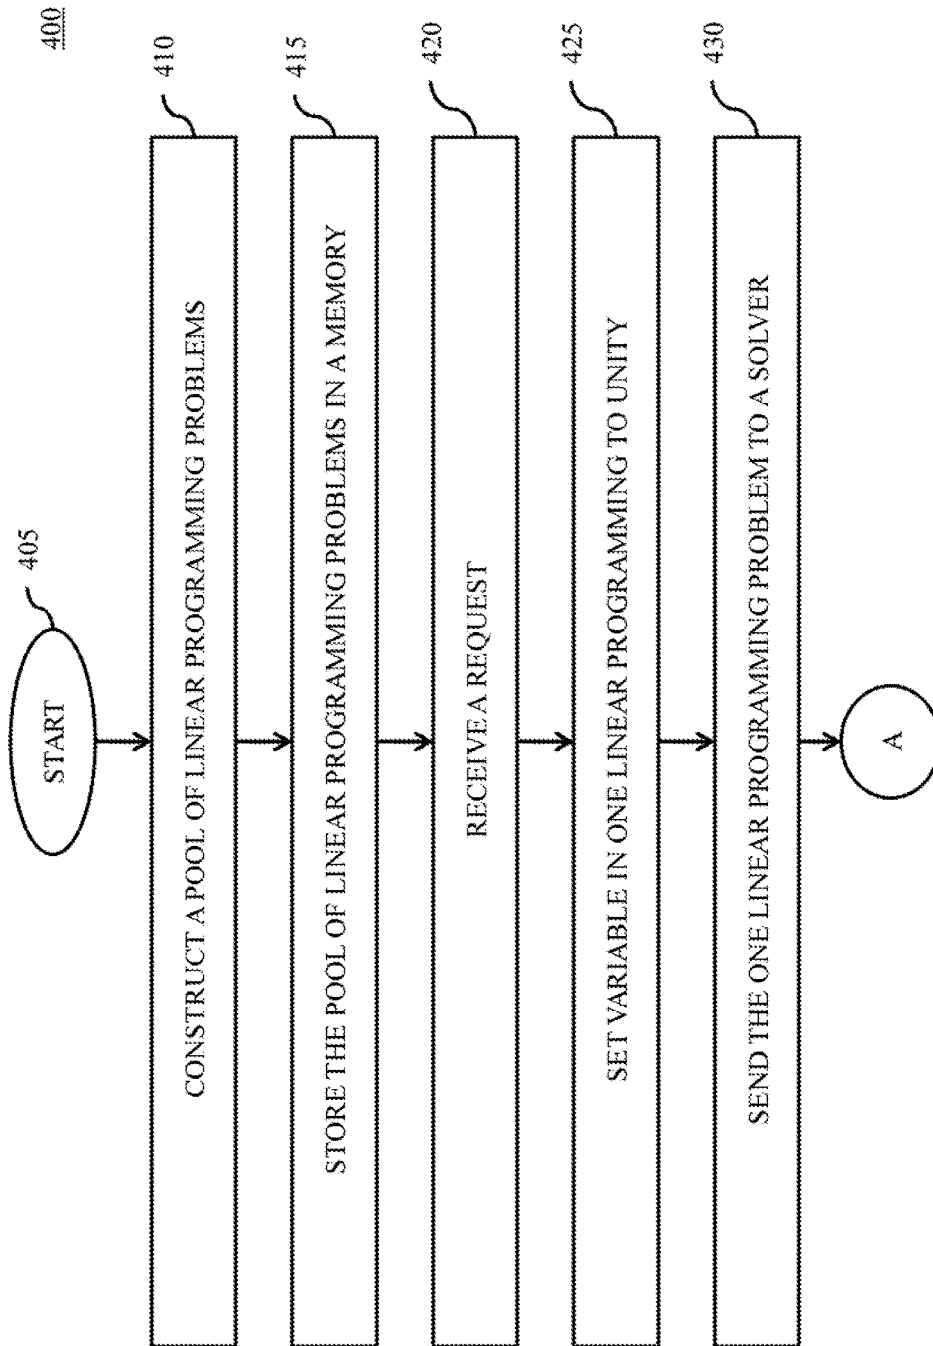 400
START
405
CONSTRUCT A POOL OF LINEAR PROGRAMMING PROBLEMS
410
STORE THE POOL OF LINEAR PROGRAMMING PROBLEMS IN A MEMORY
415
RECEIVE A REQUEST
420
SET VARIABLE IN ONE LINEAR PROGRAMMING TO UNITY
425
SEND THE ONE LINEAR PROGRAMMING PROBLEM TO A SOLVER
430
A